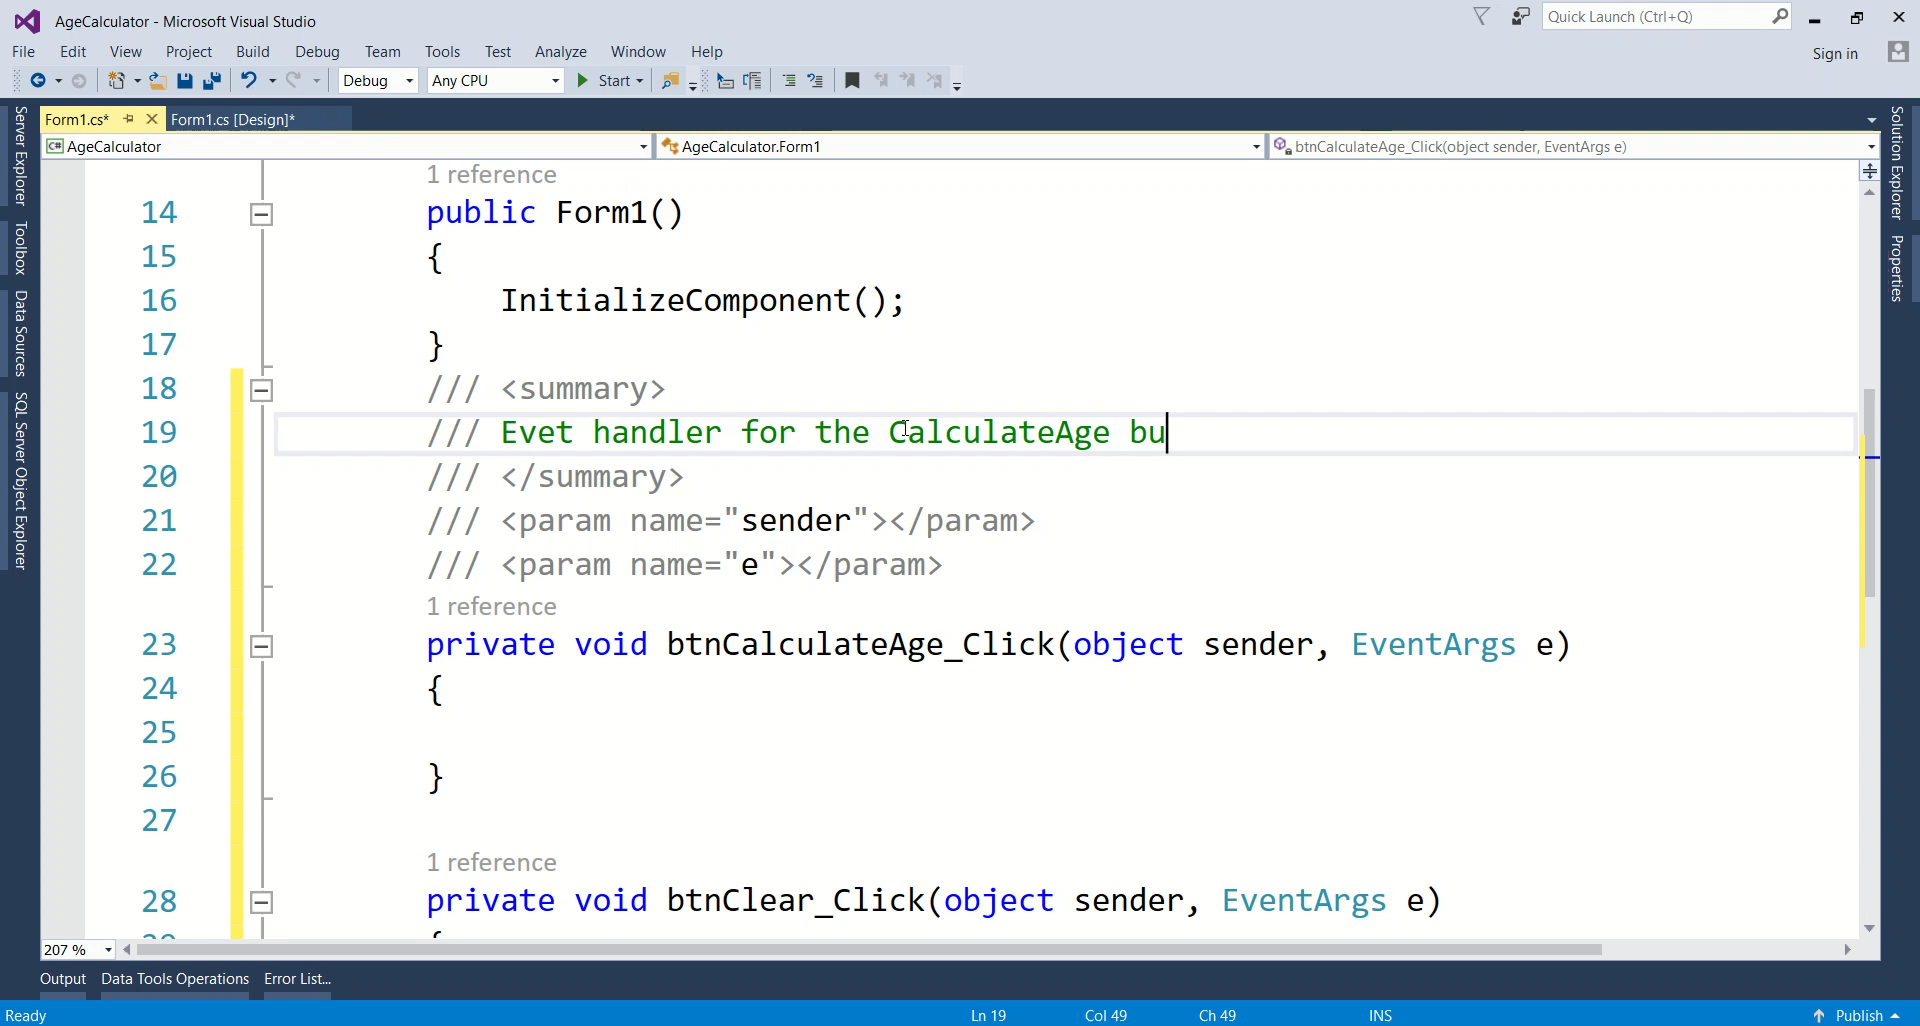 AgeCalculator - Microsoft Visual Studio
Quick Launch (Ctrl+Q)
File Edit View Project Build Debug Team Tools Test Analyze Window Help
Sign in
Debug Any CPU Start
Server Explorer
Toolbox
Data Sources
SQL Server Object Explorer
Form1.cs* Form1.cs [Design]*
C# AgeCalculator AgeCalculator.Form1 btnCalculateAge_Click(object sender, EventArgs e)
1 reference
14 public Form1()
15 {
16 InitializeComponent();
17 }
18 /// <summary>
19 /// Evet handler for the CalculateAge bu
20 /// </summary>
21 /// <param name="sender"></param>
22 /// <param name="e"></param>
1 reference
23 private void btnCalculateAge_Click(object sender, EventArgs e)
24 {
25
26 }
27
1 reference
28 private void btnClear_Click(object sender, EventArgs e)
Solution Explorer
Properties
207 %
Output Data Tools Operations Error List...
Ready Ln 19 Col 49 Ch 49 INS Publish